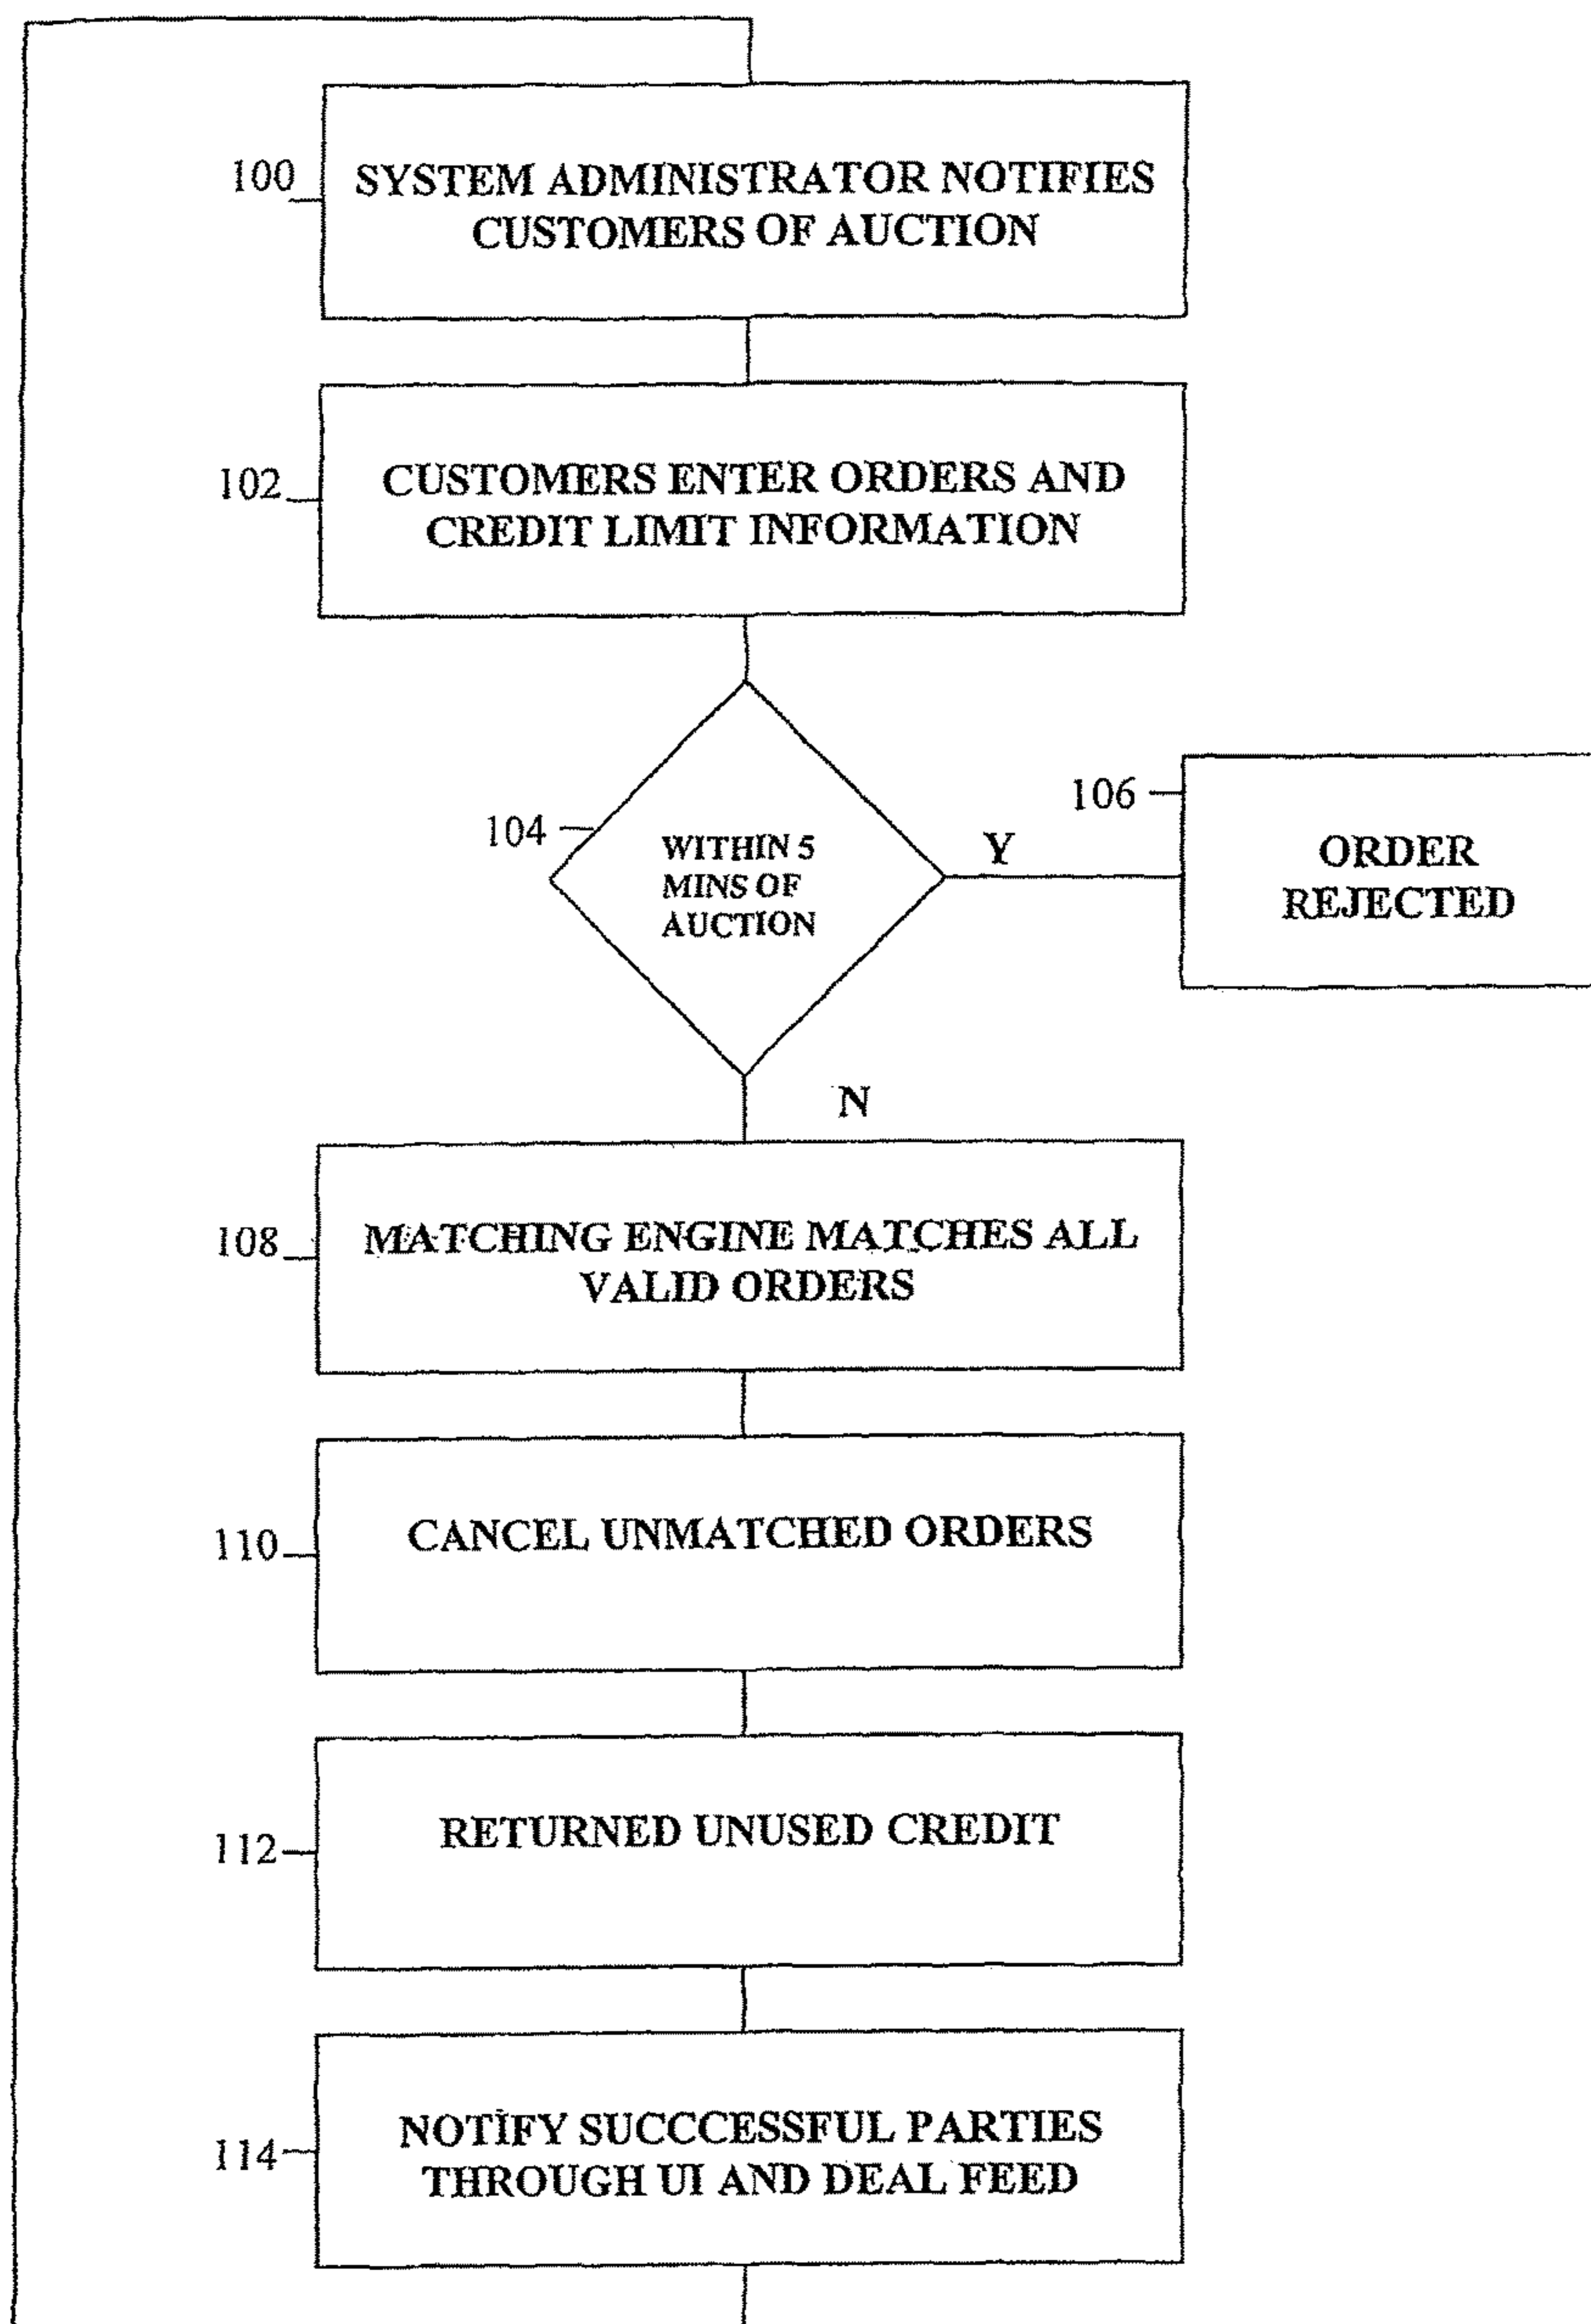 100
SYSTEM ADMINISTRATOR NOTIFIES
CUSTOMERS OF AUCTION
102
CUSTOMERS ENTER ORDERS AND
CREDIT LIMIT INFORMATION
104
WITHIN 5
MINS OF
AUCTION
Y
106
ORDER
REJECTED
N
108
MATCHING ENGINE MATCHES ALL
VALID ORDERS
110
CANCEL UNMATCHED ORDERS
112
RETURNED UNUSED CREDIT
114
NOTIFY SUCCCESSFUL PARTIES
THROUGH UI AND DEAL FEED